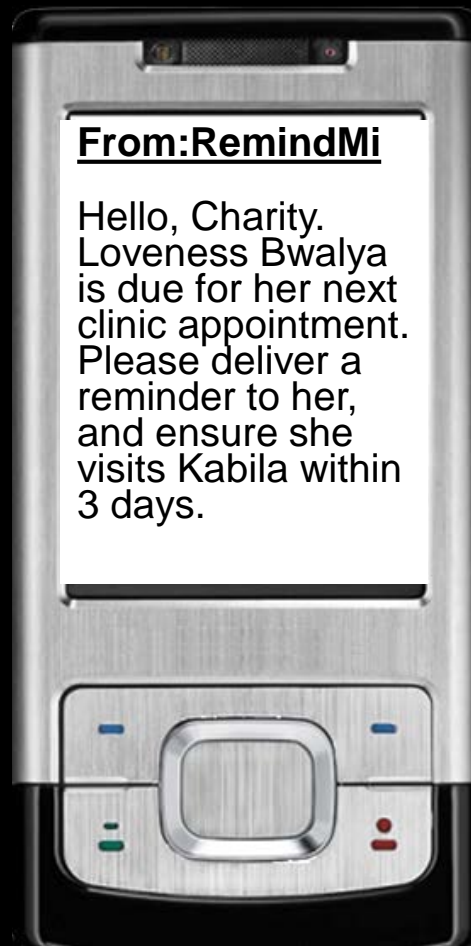 From:RemindMi
Hello, Charity.
Loveness Bwalya
is due for her next
clinic appointment.
Please deliver a
reminder to her,
and ensure she
visits Kabila within
3 days.